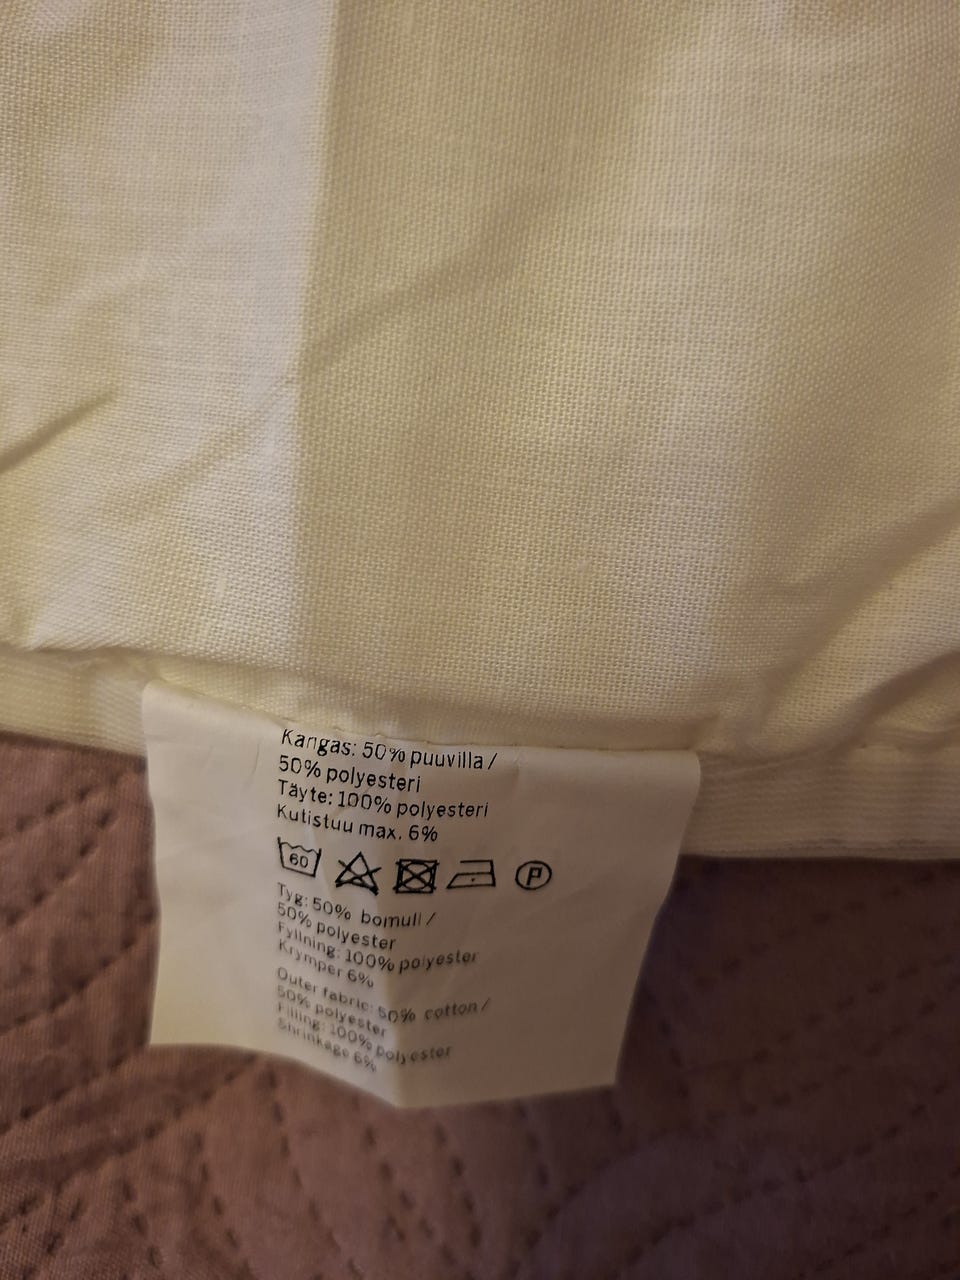 Kangas: 50% puuvilla /
50% polyesteri
Täyte: 100% polyesteri
Kutistuu max. 6%
60 P
Tyg: 50% bomull /
50% polyester
Fyllning: 100% polyester
Krymper 6%
Outer fabric: 50% cotton /
50% polyester
Filling: 100% polyester
Shrinkage 6%